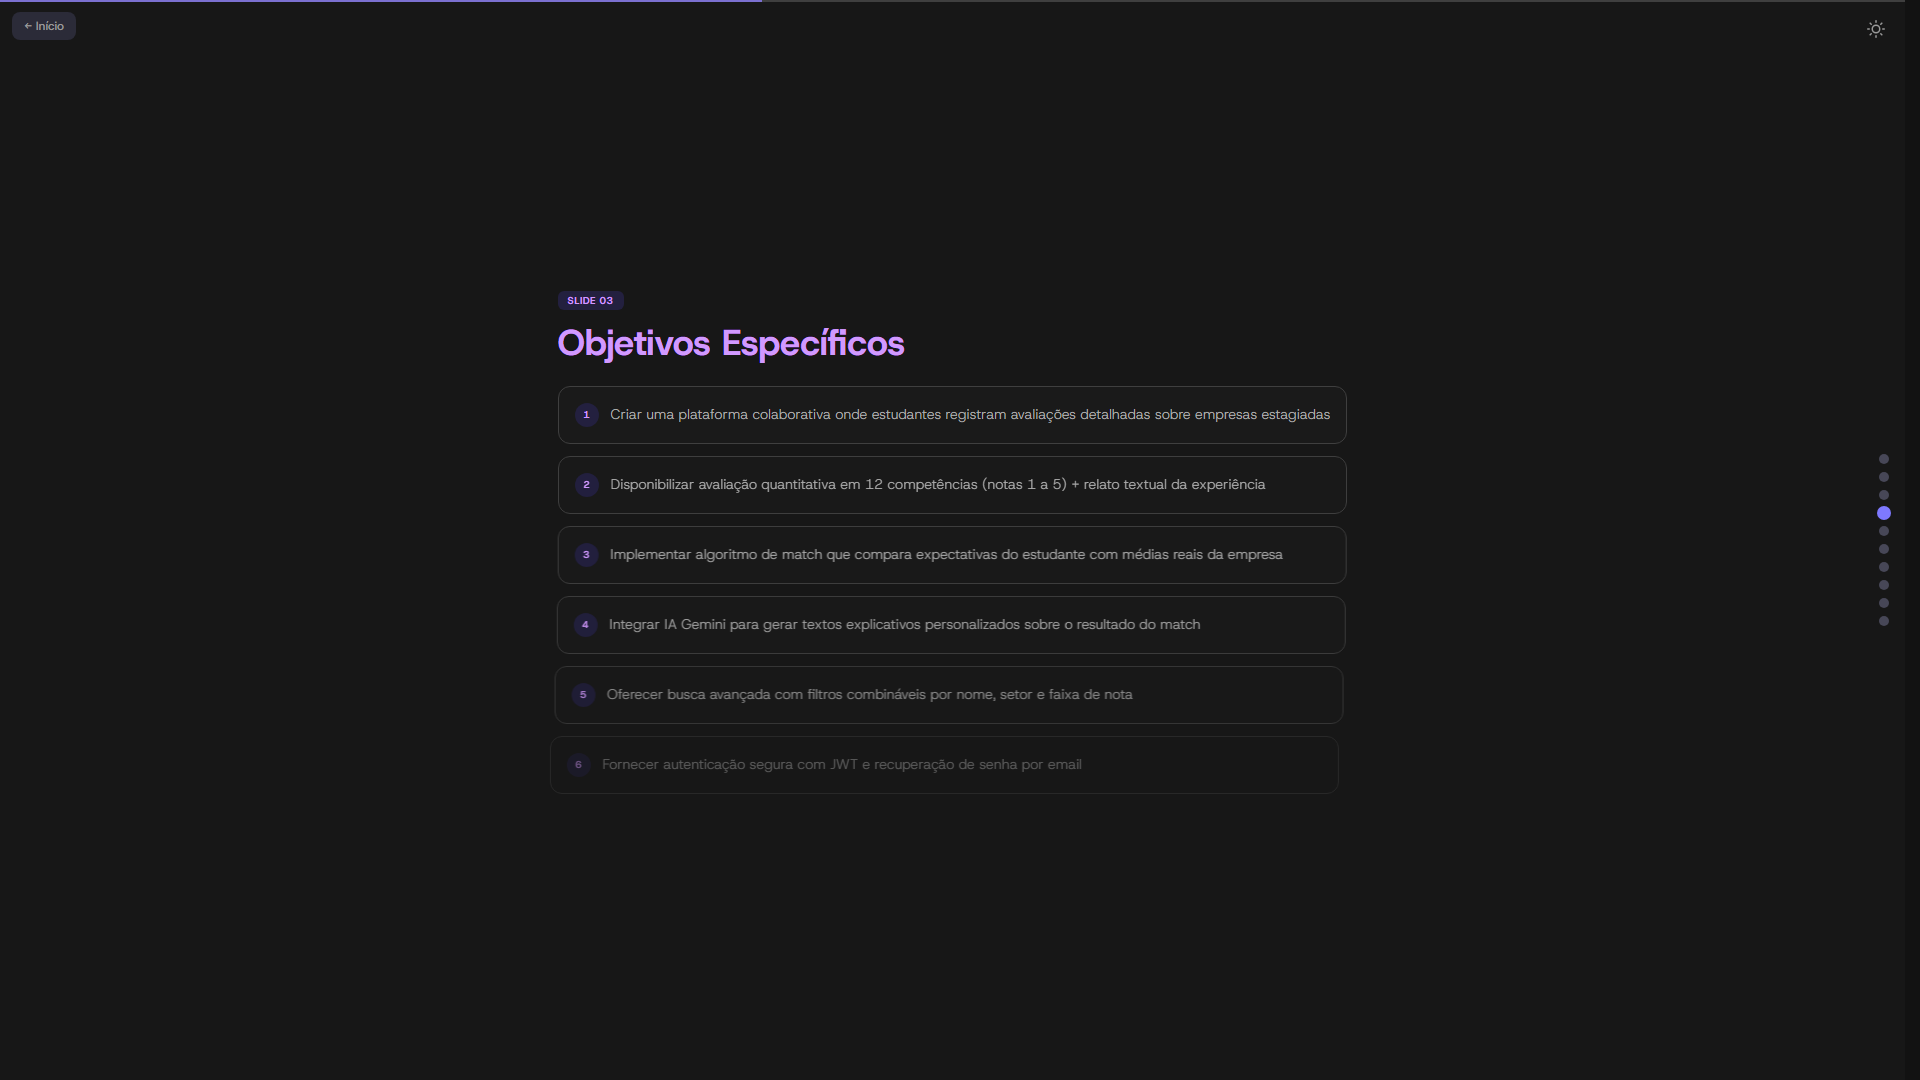 ← Início
SLIDE 03
Objetivos Específicos
1 Criar uma plataforma colaborativa onde estudantes registram avaliações detalhadas sobre empresas estagiadas
2 Disponibilizar avaliação quantitativa em 12 competências (notas 1 a 5) + relato textual da experiência
3 Implementar algoritmo de match que compara expectativas do estudante com médias reais da empresa
4 Integrar IA Gemini para gerar textos explicativos personalizados sobre o resultado do match
5 Oferecer busca avançada com filtros combináveis por nome, setor e faixa de nota
6 Fornecer autenticação segura com JWT e recuperação de senha por email